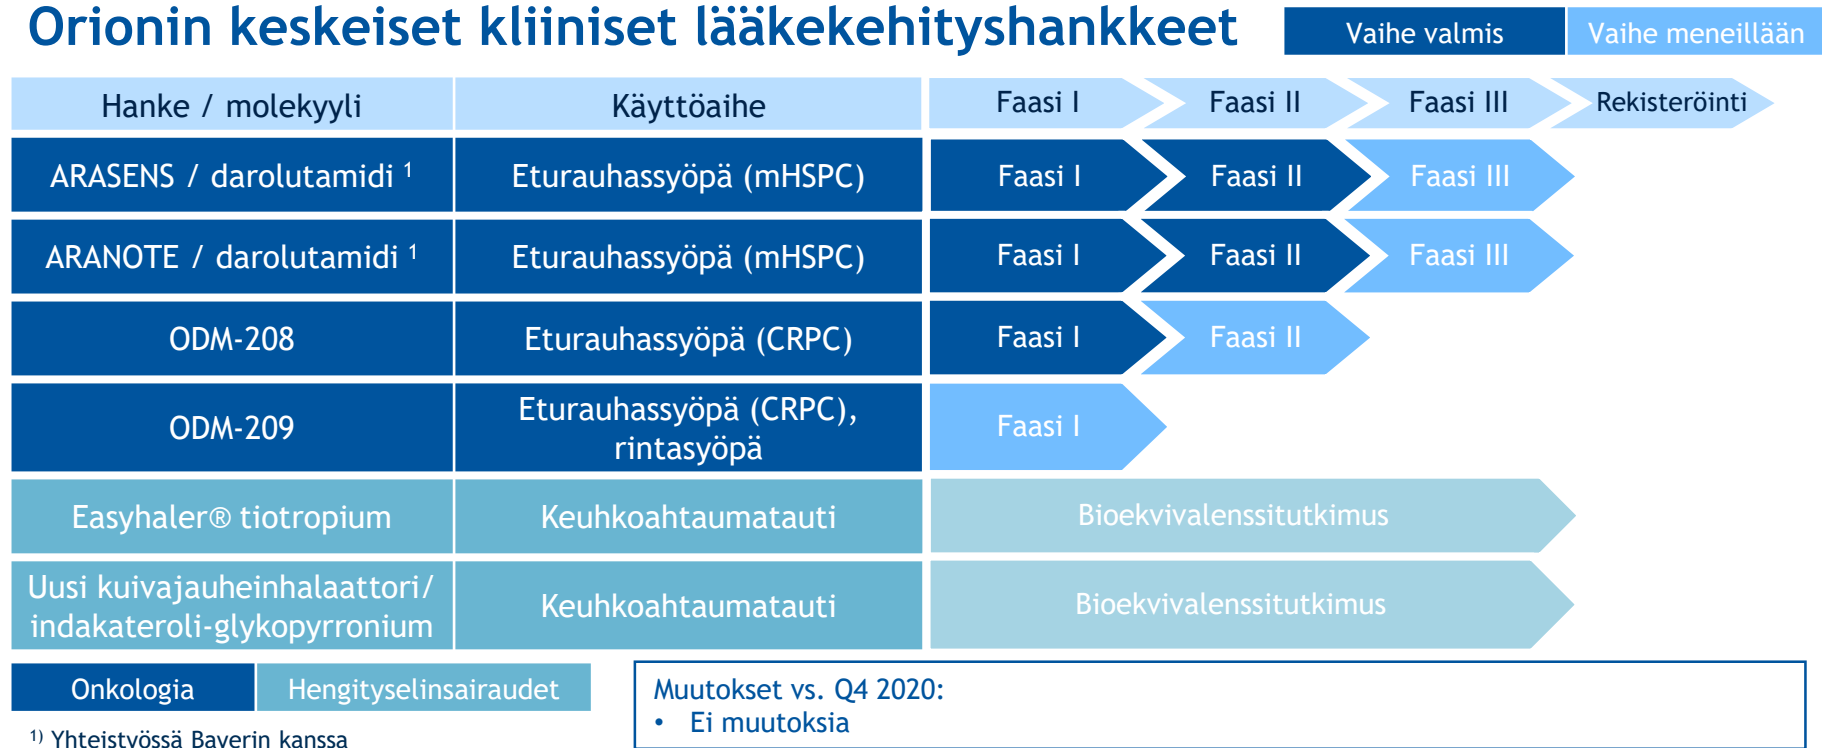 Orionin keskeiset kliiniset lääkekehityshankkeet
Vaihe valmis
Vaihe meneillään
Hanke / molekyyli
Käyttöaihe
Faasi I
Faasi II
Faasi III
Rekisteröinti
ARASENS / darolutamidi ¹
Eturauhassyöpä (mHSPC)
Faasi I
Faasi II
Faasi III
ARANOTE / darolutamidi ¹
Eturauhassyöpä (mHSPC)
Faasi I
Faasi II
Faasi III
ODM-208
Eturauhassyöpä (CRPC)
Faasi I
Faasi II
ODM-209
Eturauhassyöpä (CRPC),
rintasyöpä
Faasi I
Easyhaler® tiotropium
Keuhkoahtaumatauti
Bioekvivalenssitutkimus
Uusi kuivajauheinhalaattori/
indakateroli-glykopyrronium
Keuhkoahtaumatauti
Bioekvivalenssitutkimus
Onkologia
Hengityselinsairaudet
Muutokset vs. Q4 2020:
• Ei muutoksia
¹⁾ Yhteistyössä Bayerin kanssa